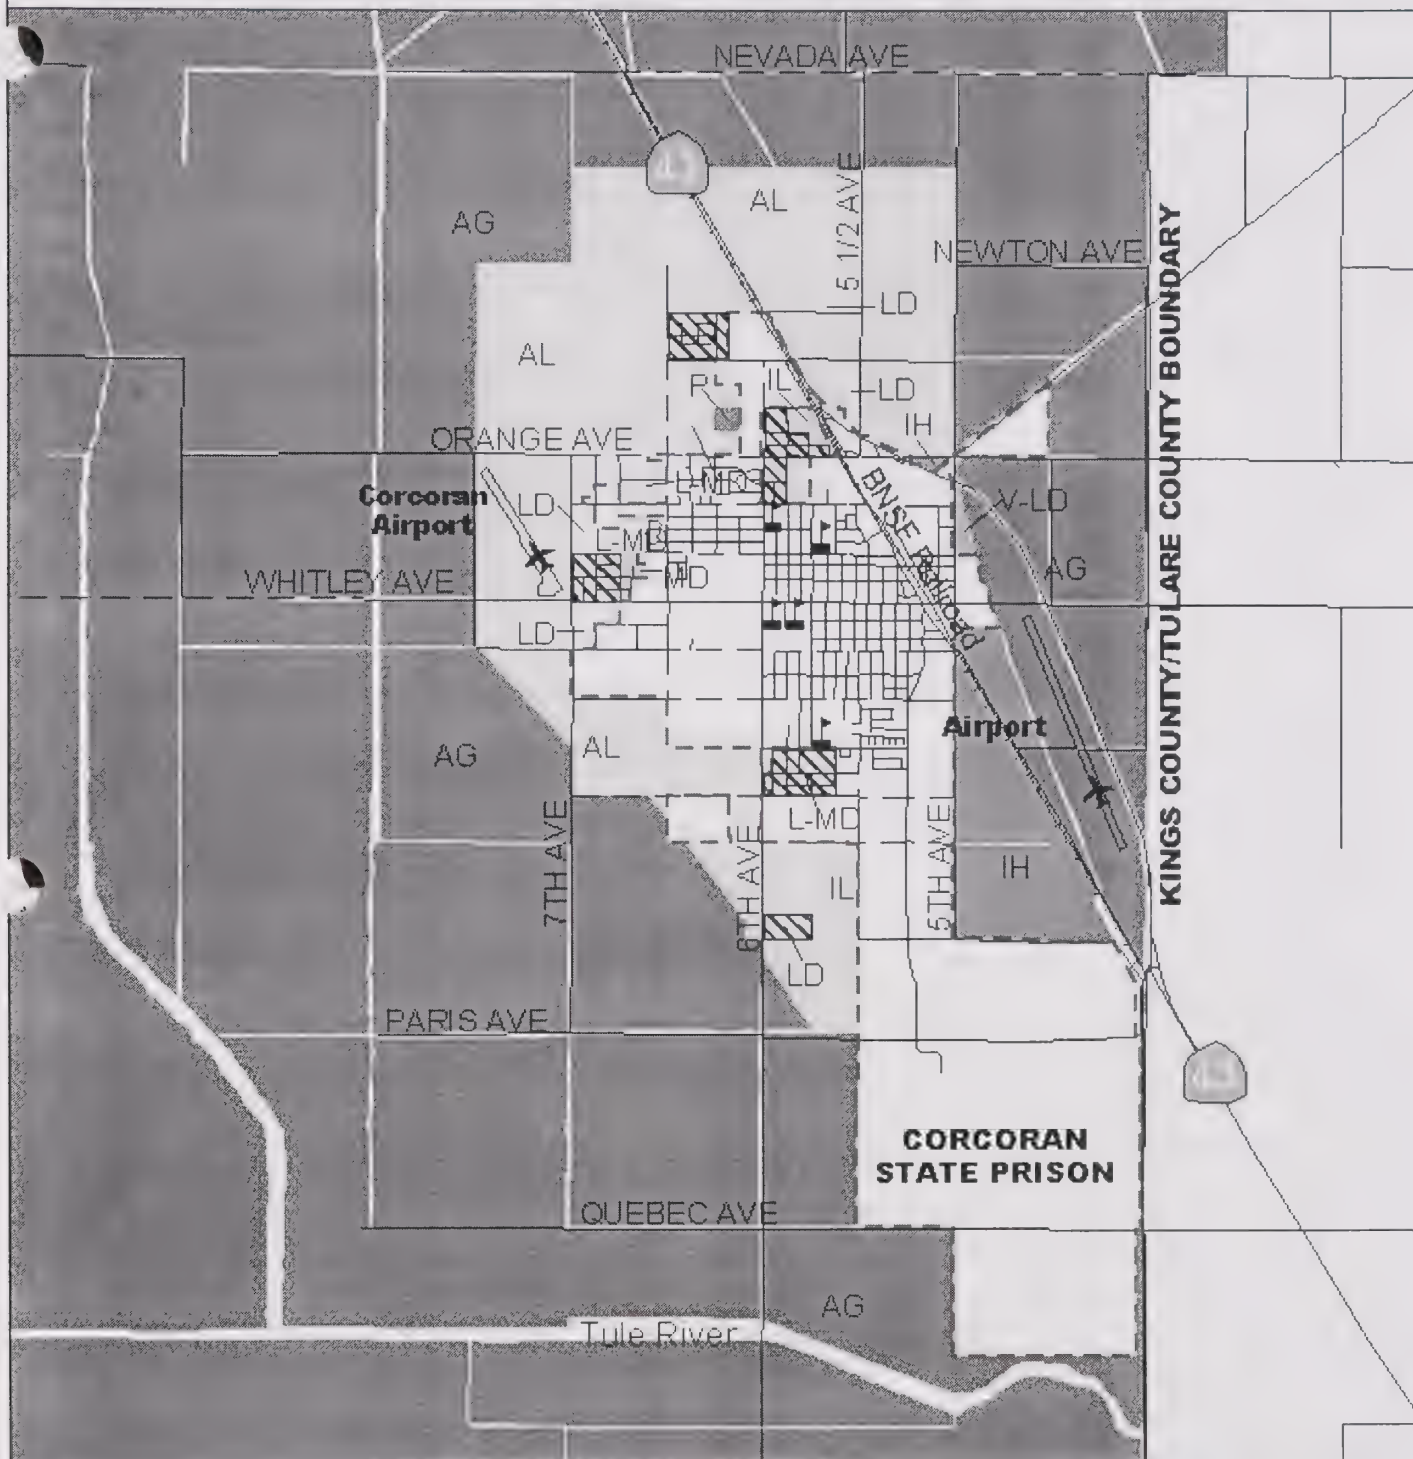 NEVADA AVE
43
AL
5 1/2 AVE
AG
NEWTON AVE
KINGS COUNTY/TULARE COUNTY BOUNDARY
LD
AL
P
IL
LD
IH
ORANGE AVE
Corcoran
Airport
LD
BNSF Railroad
V-LD
L-MD
MD
AG
WHITLEY AVE
LD
Airport
AG
AL
L-MD
7TH AVE
6TH AVE
5TH AVE
IL
IH
LD
PARIS AVE
43
CORCORAN
STATE PRISON
QUEBEC AVE
AG
Tule River